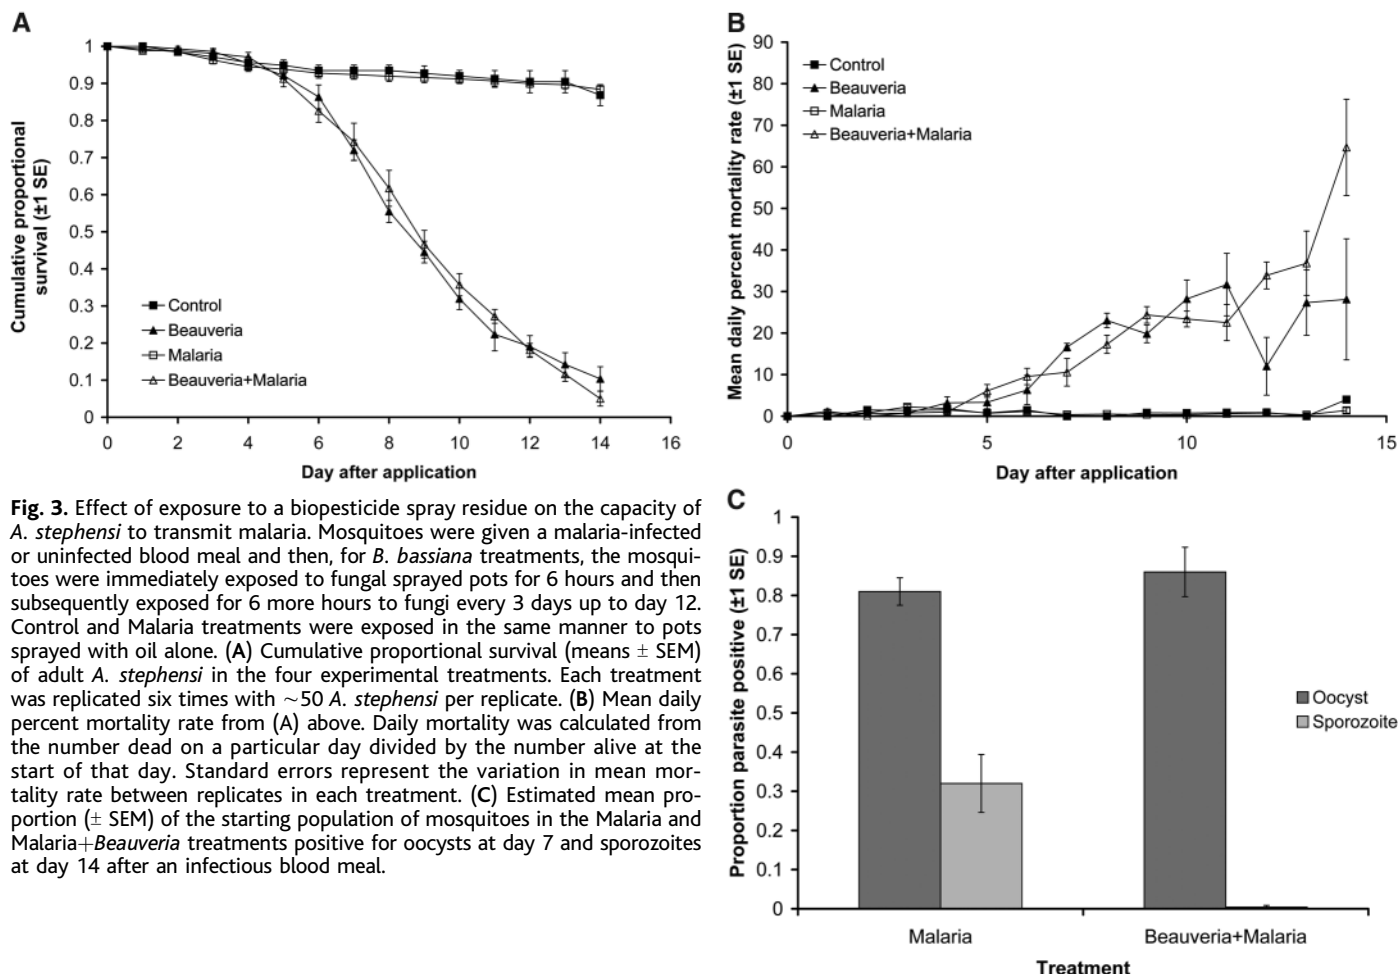 A
Cumulative proportional
survival (±1 SE)
1
0.9
0.8
0.7
0.6
0.5
0.4
0.3
0.2
0.1
0
Control
Beauveria
Malaria
Beauveria+Malaria
0 2 4 6 8 10 12 14 16
Day after application
B
Mean daily percent mortality rate (±1 SE)
90
80
70
60
50
40
30
20
10
0
Control
Beauveria
Malaria
Beauveria+Malaria
0 5 10 15
Day after application
Fig. 3. Effect of exposure to a biopesticide spray residue on the capacity of
A. stephensi to transmit malaria. Mosquitoes were given a malaria-infected
or uninfected blood meal and then, for B. bassiana treatments, the mosqui-
toes were immediately exposed to fungal sprayed pots for 6 hours and then
subsequently exposed for 6 more hours to fungi every 3 days up to day 12.
Control and Malaria treatments were exposed in the same manner to pots
sprayed with oil alone. (A) Cumulative proportional survival (means ± SEM)
of adult A. stephensi in the four experimental treatments. Each treatment
was replicated six times with ~50 A. stephensi per replicate. (B) Mean daily
percent mortality rate from (A) above. Daily mortality was calculated from
the number dead on a particular day divided by the number alive at the
start of that day. Standard errors represent the variation in mean mor-
tality rate between replicates in each treatment. (C) Estimated mean pro-
portion (± SEM) of the starting population of mosquitoes in the Malaria and
Malaria+Beauveria treatments positive for oocysts at day 7 and sporozoites
at day 14 after an infectious blood meal.
C
Proportion parasite positive (±1 SE)
1
0.9
0.8
0.7
0.6
0.5
0.4
0.3
0.2
0.1
0
Oocyst
Sporozoite
Malaria Beauveria+Malaria
Treatment